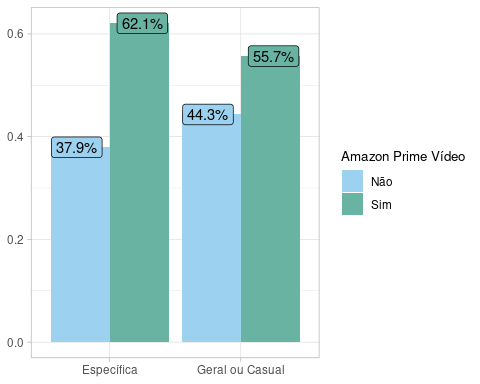 0.6
0.4
0.2
0.0
62.1%
55.7%
44.3%
37.9%
Específica
Geral ou Casual
Amazon Prime Vídeo
Não
Sim